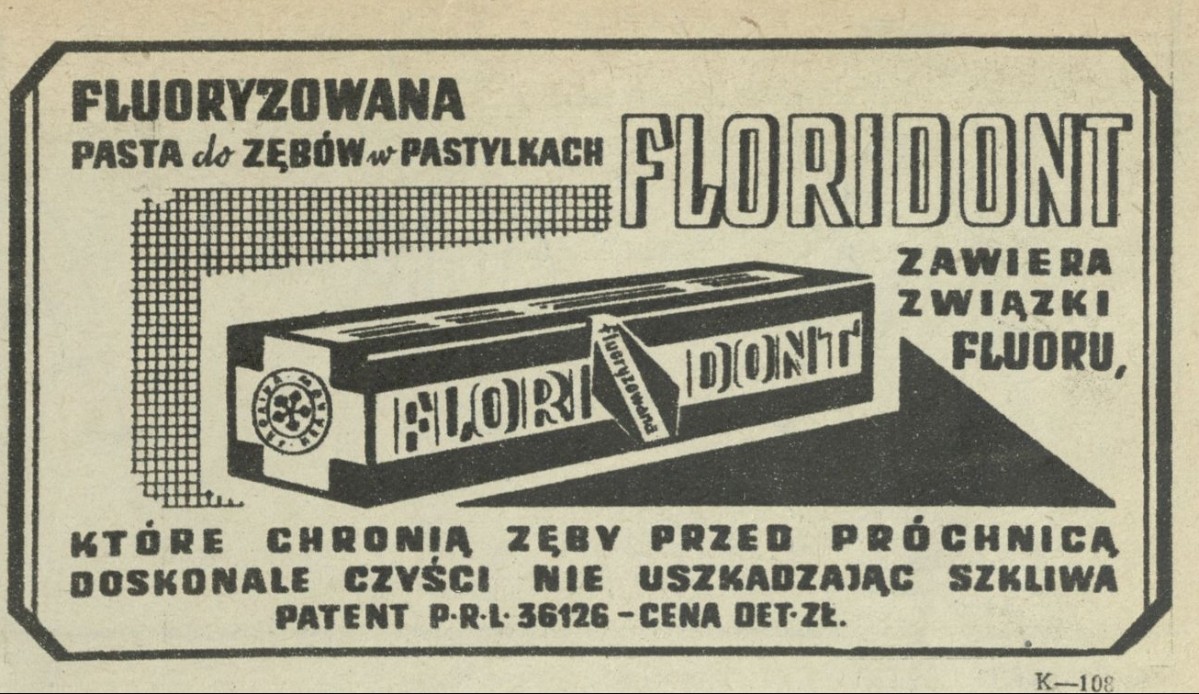 FLUORYZOWANA
PASTA do ZĘBÓW w PASTYLKACH
FLORIDONT
ZAWIERA
ZWIĄZKI
FLUORU,
FLORI DONT
fluoryzowana
KTÓRE CHRONIĄ ZĘBY PRZED PRÓCHNICĄ
DOSKONALE CZYŚCI NIE USZKADZAJĄC SZKLIWA
PATENT P·R·L· 36126 – CENA DET·ZŁ.
K—108